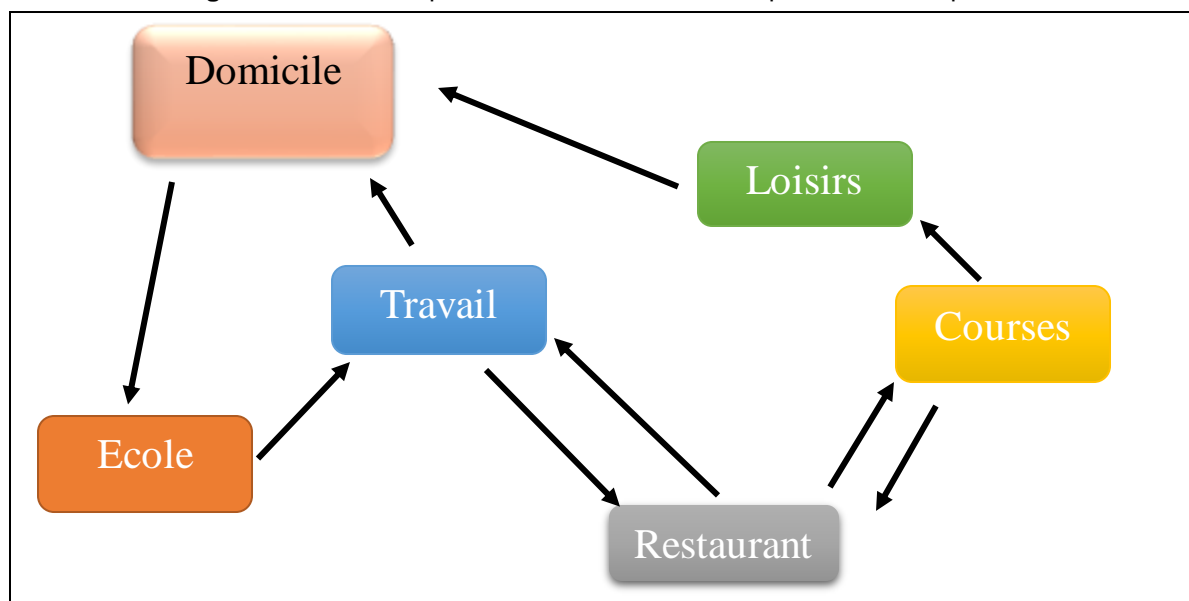 Domicile
Loisirs
Travail
Courses
Ecole
Restaurant